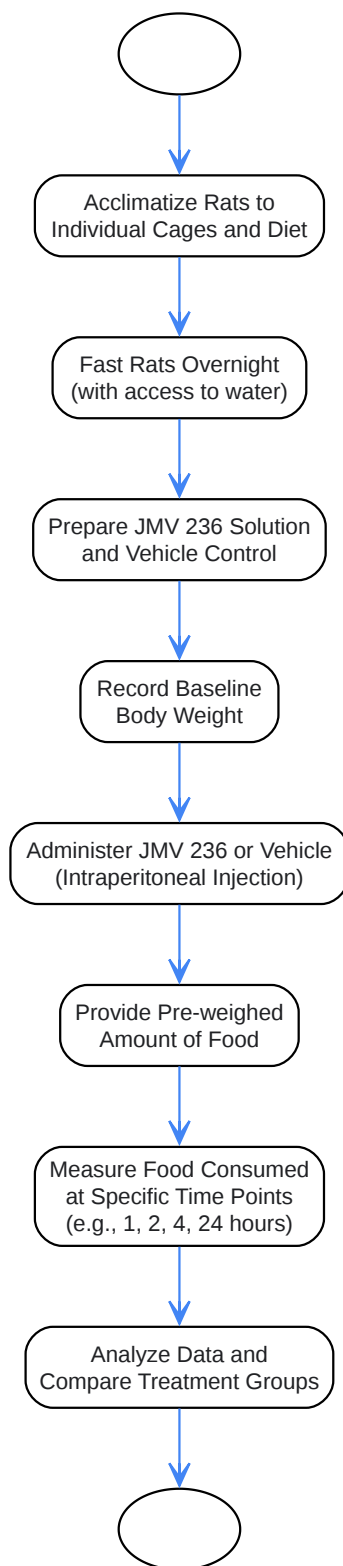 Acclimatize Rats to
Individual Cages and Diet
Fast Rats Overnight
(with access to water)
Prepare JMV 236 Solution
and Vehicle Control
Record Baseline
Body Weight
Administer JMV 236 or Vehicle
(Intraperitoneal Injection)
Provide Pre-weighed
Amount of Food
Measure Food Consumed
at Specific Time Points
(e.g., 1, 2, 4, 24 hours)
Analyze Data and
Compare Treatment Groups